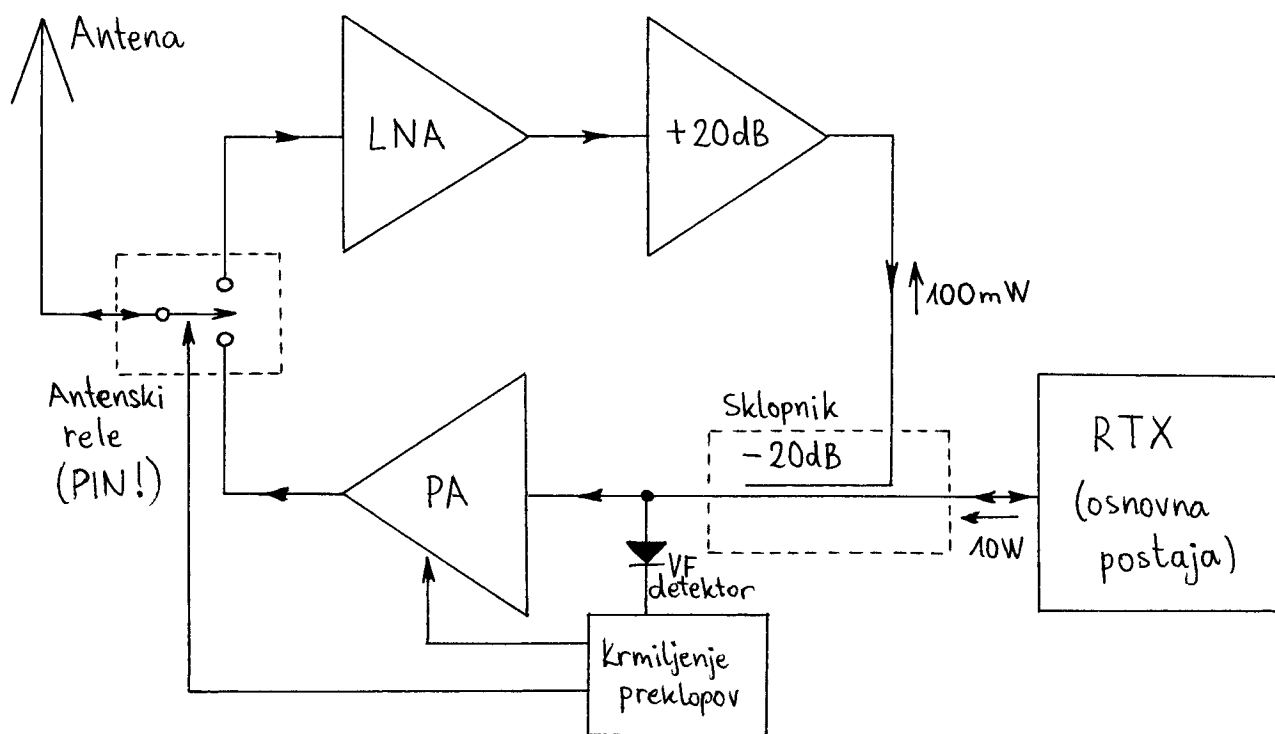 Antena
LNA
+20dB
100mW
Antenski
rele
(PIN!)
PA
Sklopnik
-20dB
10W
RTX
(osnovna
postaja)
VF
detektor
Krmiljenje
preklopov